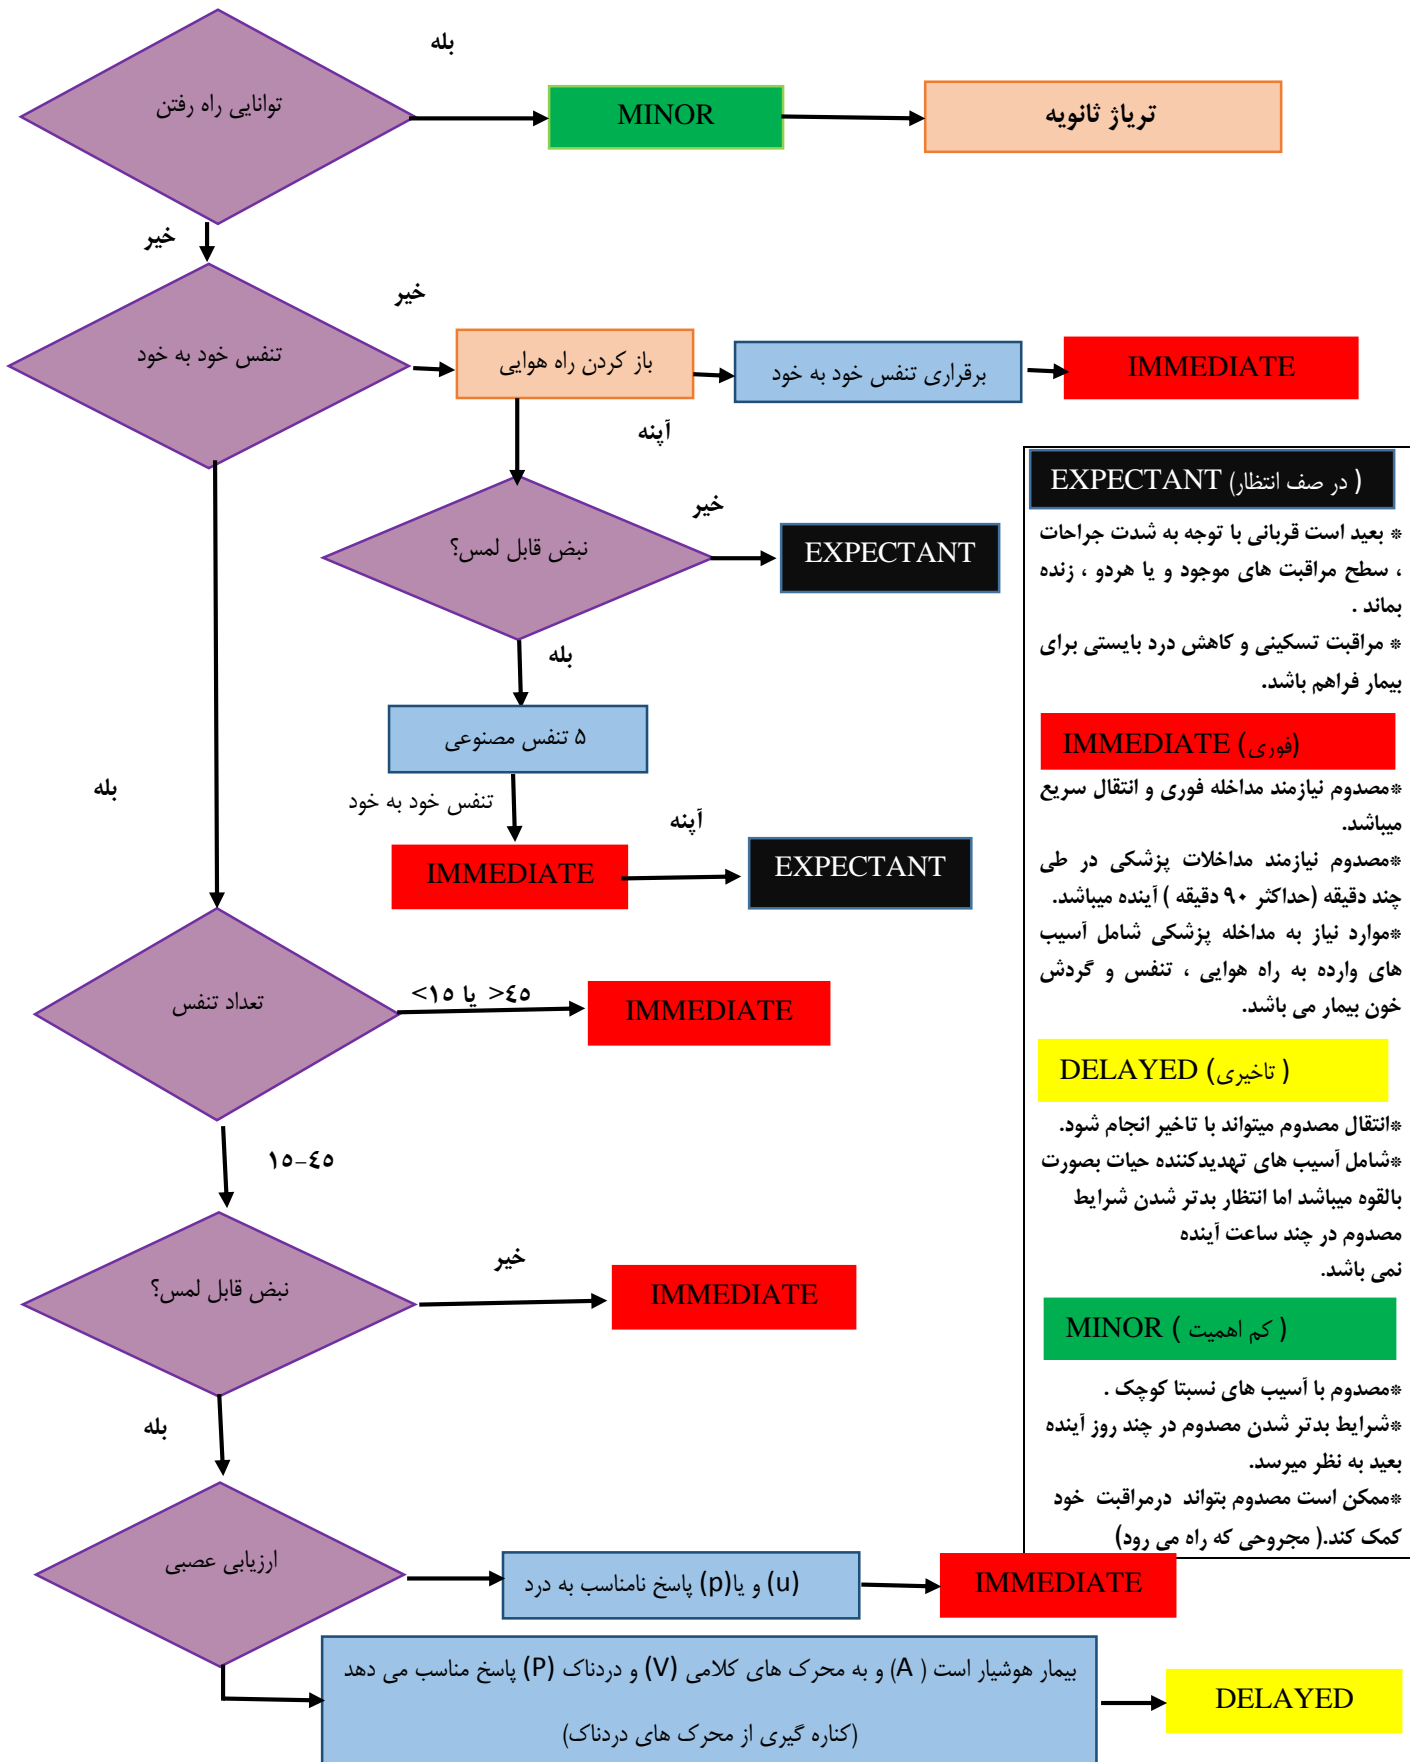 بله
توانایی راه رفتن
MINOR
تریاژ ثانویه
خیر
خیر
تنفس خود به خود
باز کردن راه هوایی
برقراری تنفس خود به خود
IMMEDIATE
آپنه
نبض قابل لمس؟
خیر
EXPECTANT
بله
۵ تنفس مصنوعی
تنفس خود به خود
آپنه
IMMEDIATE
EXPECTANT
بله
تعداد تنفس
<۱۵ یا >٤٥
IMMEDIATE
۱۵-٤٥
نبض قابل لمس؟
خیر
IMMEDIATE
بله
ارزیابی عصبی
(u) و یا(p) پاسخ نامناسب به درد
IMMEDIATE
بیمار هوشیار است ( A) و به محرک های کلامی (V) و دردناک (P) پاسخ مناسب می دهد
(کناره گیری از محرک های دردناک)
DELAYED
EXPECTANT (در صف انتظار )
* بعید است قربانی با توجه به شدت جراحات
، سطح مراقبت های موجود و یا هردو ، زنده
بماند .
* مراقبت تسکینی و کاهش درد بایستی برای
بیمار فراهم باشد.
IMMEDIATE (فوری)
*مصدوم نیازمند مداخله فوری و انتقال سریع
میباشد.
*مصدوم نیازمند مداخلات پزشکی در طی
چند دقیقه (حداکثر ۹۰ دقیقه ) آینده میباشد.
*موارد نیاز به مداخله پزشکی شامل آسیب
های وارده به راه هوایی ، تنفس و گردش
خون بیمار می باشد.
DELAYED (تاخیری )
*انتقال مصدوم میتواند با تاخیر انجام شود.
*شامل آسیب های تهدیدکننده حیات بصورت
بالقوه میباشد اما انتظار بدتر شدن شرایط
مصدوم در چند ساعت آینده
نمی باشد.
MINOR ( کم اهمیت )
*مصدوم با آسیب های نسبتا کوچک .
*شرایط بدتر شدن مصدوم در چند روز آینده
بعید به نظر میرسد.
*ممکن است مصدوم بتواند درمراقبت خود
کمک کند.( مجروحی که راه می رود)